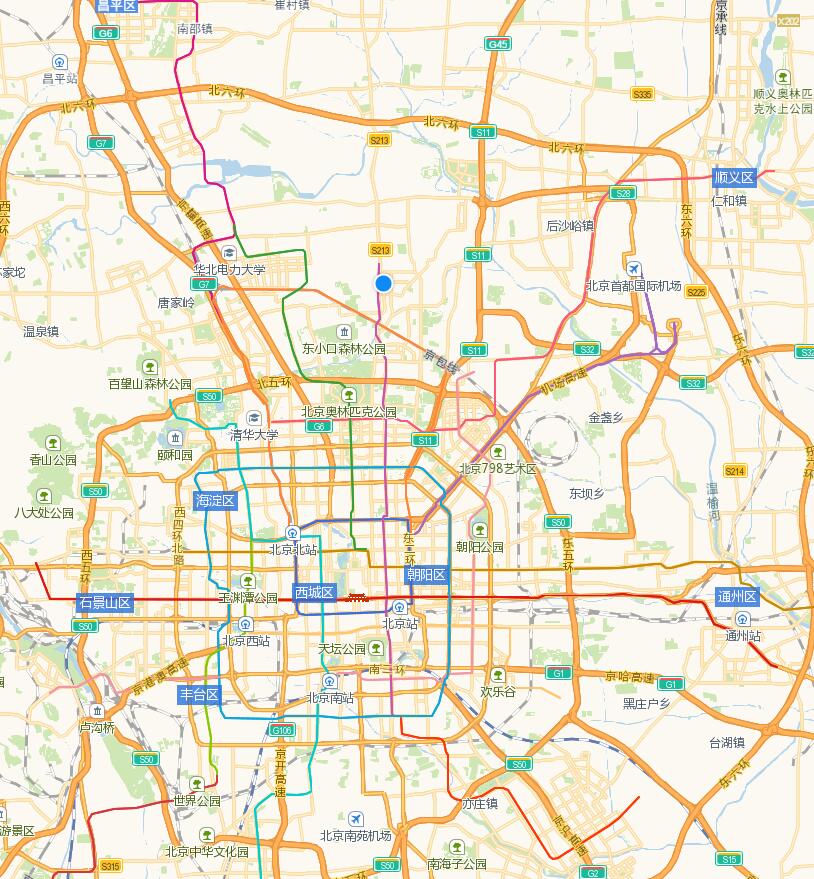 昌平区
崔村镇
京承线
X202
G6
南邵镇
G45
昌平站
S335
顺义奥林匹
克水上公园
北六环
北六环
北六环
S11
北六环
G7
S213
顺义区
S28
仁和镇
西六环
京藏高速
东六环
后沙峪镇
S213
S11
华北电力大学
北京首都国际机场
G7
S225
唐家岭
温泉镇
东小口森林公园
东六环
京包线
S11
S32
S32
百望山森林公园
北五环
机场高速
S32
S50
北京奥林匹克公园
清华大学
G6
金盏乡
颐和园
S11
香山公园
北京798艺术区
S214
S50
海淀区
东坝乡
温榆河
八大处公园
西四环北路
S50
北京北站
东三环
朝阳公园
东五环
西五环
朝阳区
石景山区
玉渊潭公园
西城区
通州区
S50
北京西站
北京站
通州站
天坛公园
南三环
京港澳高速
G1
京哈高速
G1
丰台区
北京南站
欢乐谷
黑庄户乡
卢沟桥
G106
台湖镇
京开高速
S50
S50
东六环
世界公园
亦庄镇
游景区
北京南苑机场
京沪高速
北京中华文化园
S315
南海子公园
S50
G2
S15